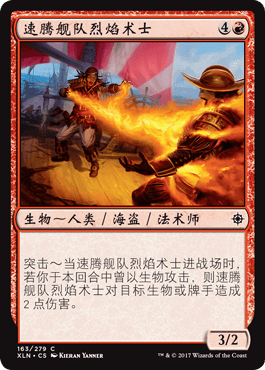 速腾舰队烈焰术士 4
生物～人类 / 海盗 / 法术师
突击～当速腾舰队烈焰术士进战场时，
若你于本回合中曾以生物攻击，则速腾
舰队烈焰术士对目标生物或牌手造成
2点伤害。
3/2
163/279 C
XLN • CS KIERAN YANNER
™ & © 2017 Wizards of the Coast